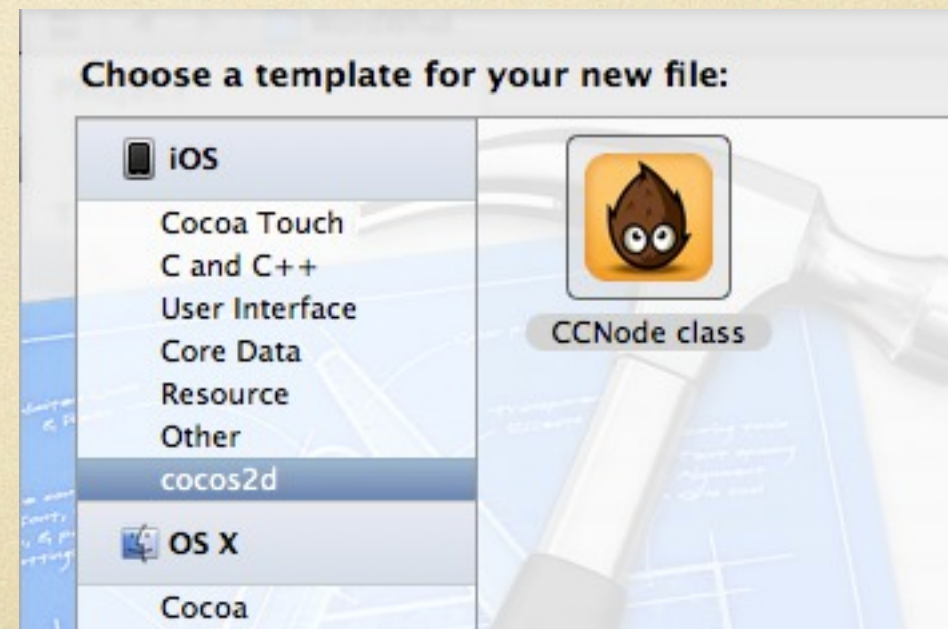 Choose a template for your new file:
iOS
Cocoa Touch
C and C++
User Interface
Core Data
Resource
Other
cocos2d
OS X
Cocoa
CCNode class